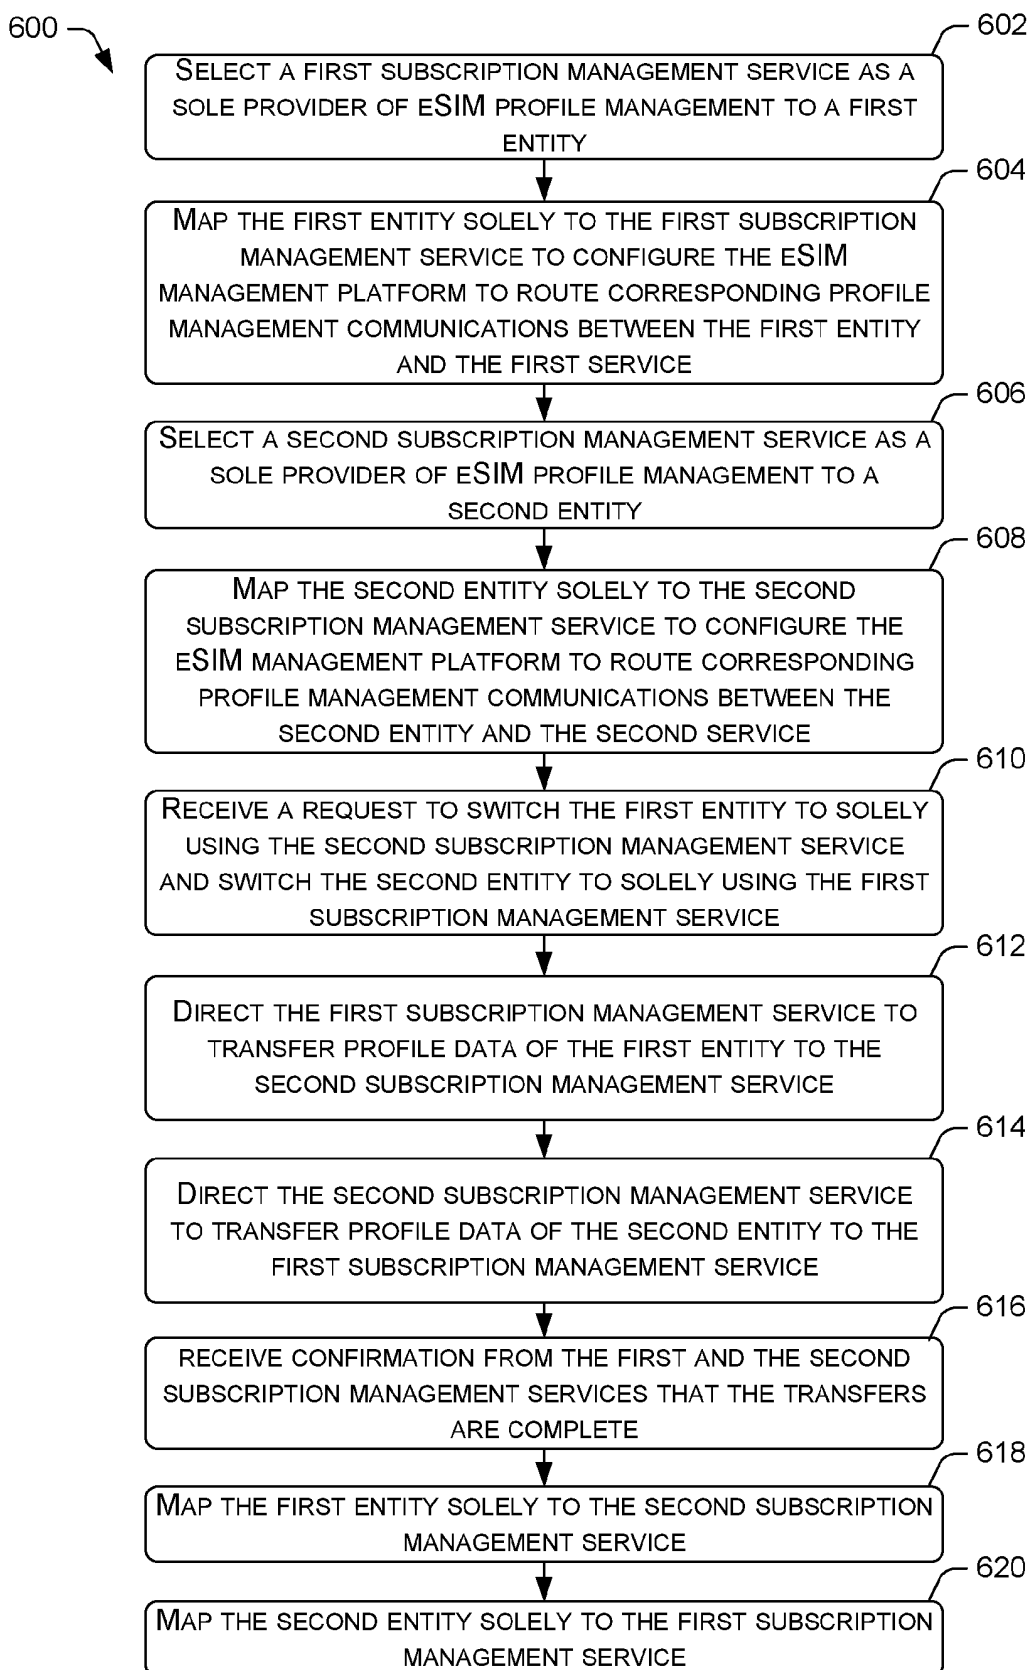 600
602
SELECT A FIRST SUBSCRIPTION MANAGEMENT SERVICE AS A
SOLE PROVIDER OF ESIM PROFILE MANAGEMENT TO A FIRST
ENTITY
604
MAP THE FIRST ENTITY SOLELY TO THE FIRST SUBSCRIPTION
MANAGEMENT SERVICE TO CONFIGURE THE ESIM
MANAGEMENT PLATFORM TO ROUTE CORRESPONDING PROFILE
MANAGEMENT COMMUNICATIONS BETWEEN THE FIRST ENTITY
AND THE FIRST SERVICE
606
SELECT A SECOND SUBSCRIPTION MANAGEMENT SERVICE AS A
SOLE PROVIDER OF ESIM PROFILE MANAGEMENT TO A
SECOND ENTITY
608
MAP THE SECOND ENTITY SOLELY TO THE SECOND
SUBSCRIPTION MANAGEMENT SERVICE TO CONFIGURE THE
ESIM MANAGEMENT PLATFORM TO ROUTE CORRESPONDING
PROFILE MANAGEMENT COMMUNICATIONS BETWEEN THE
SECOND ENTITY AND THE SECOND SERVICE
610
RECEIVE A REQUEST TO SWITCH THE FIRST ENTITY TO SOLELY
USING THE SECOND SUBSCRIPTION MANAGEMENT SERVICE
AND SWITCH THE SECOND ENTITY TO SOLELY USING THE FIRST
SUBSCRIPTION MANAGEMENT SERVICE
612
DIRECT THE FIRST SUBSCRIPTION MANAGEMENT SERVICE TO
TRANSFER PROFILE DATA OF THE FIRST ENTITY TO THE
SECOND SUBSCRIPTION MANAGEMENT SERVICE
614
DIRECT THE SECOND SUBSCRIPTION MANAGEMENT SERVICE
TO TRANSFER PROFILE DATA OF THE SECOND ENTITY TO THE
FIRST SUBSCRIPTION MANAGEMENT SERVICE
616
RECEIVE CONFIRMATION FROM THE FIRST AND THE SECOND
SUBSCRIPTION MANAGEMENT SERVICES THAT THE TRANSFERS
ARE COMPLETE
618
MAP THE FIRST ENTITY SOLELY TO THE SECOND SUBSCRIPTION
MANAGEMENT SERVICE
620
MAP THE SECOND ENTITY SOLELY TO THE FIRST SUBSCRIPTION
MANAGEMENT SERVICE